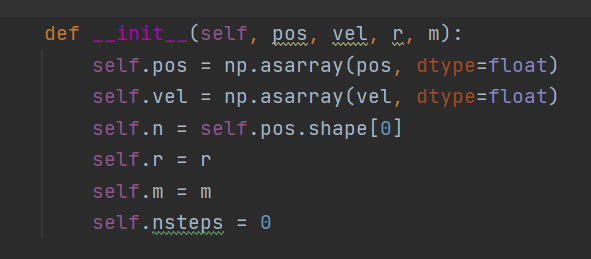 def __init__(self, pos, vel, r, m):
    self.pos = np.asarray(pos, dtype=float)
    self.vel = np.asarray(vel, dtype=float)
    self.n = self.pos.shape[0]
    self.r = r
    self.m = m
    self.nsteps = 0